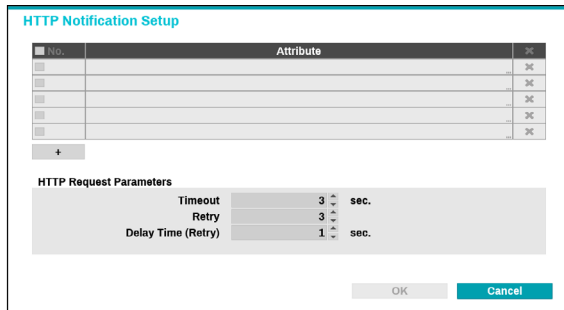 HTTP Notification Setup
No. Attribute
...
...
...
...
...
+
HTTP Request Parameters
Timeout 3 sec.
Retry 3
Delay Time (Retry) 1 sec.
OK Cancel